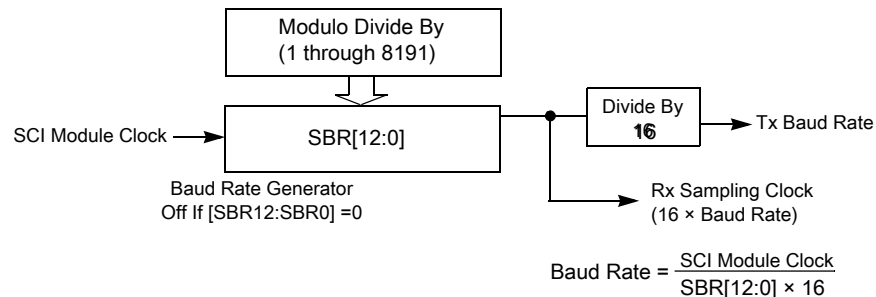 Modulo Divide By
(1 through 8191)
SCI Module Clock
SBR[12:0]
Divide By
16
Tx Baud Rate
Baud Rate Generator
Off If [SBR12:SBR0] =0
Rx Sampling Clock
(16 × Baud Rate)
Baud Rate = SCI Module Clock
SBR[12:0] × 16